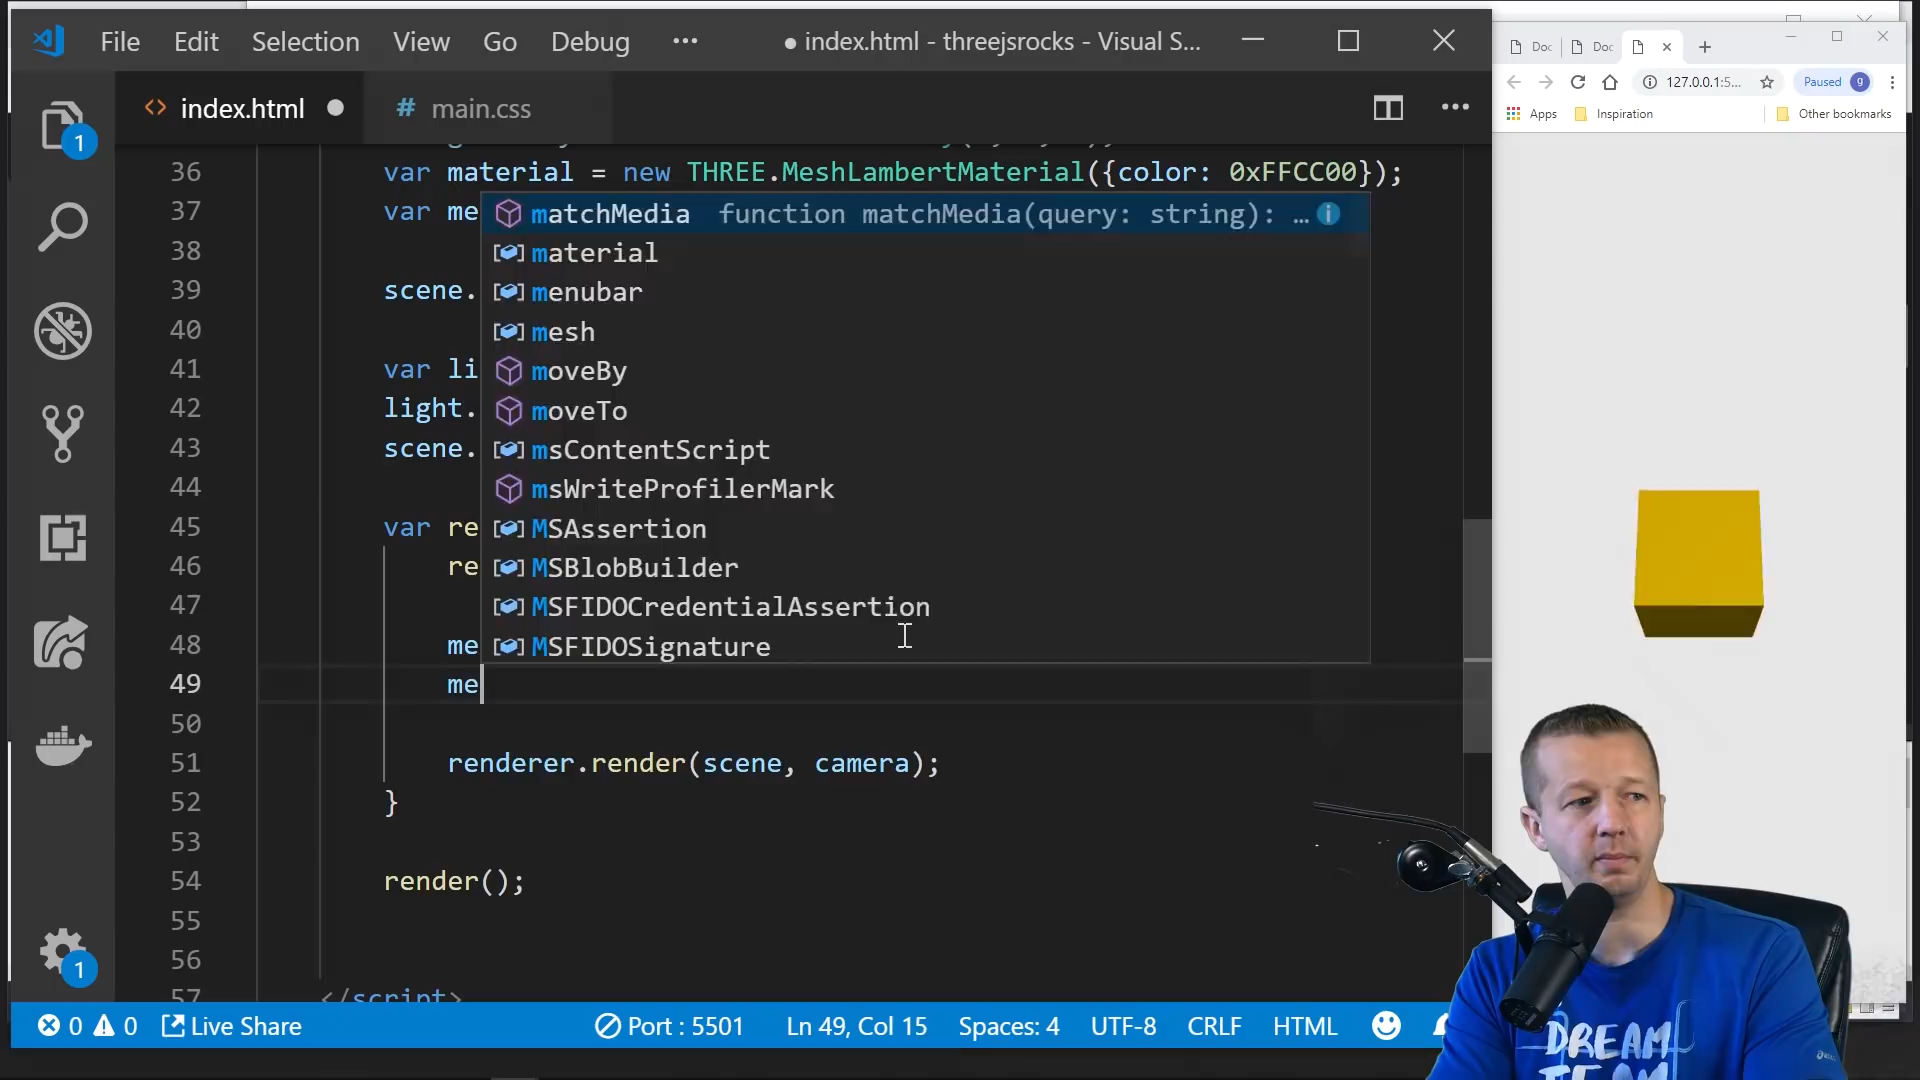 File Edit Selection View Go Debug ··· ● index.html - threejsrocks - Visual S...
<> index.html ● # main.css
36 var material = new THREE.MeshLambertMaterial({color: 0xFFCC00});
37 var me
38
39 scene.
40
41 var li
42 light.
43 scene.
44
45 var re
46 re
47
48 me
49 me
50
51 renderer.render(scene, camera);
52 }
53
54 render();
55
56
57 </script>
matchMedia function matchMedia(query: string): …
material
menubar
mesh
moveBy
moveTo
msContentScript
msWriteProfilerMark
MSAssertion
MSBlobBuilder
MSFIDOCredentialAssertion
MSFIDOSignature
1
1
0 0 Live Share Port : 5501 Ln 49, Col 15 Spaces: 4 UTF-8 CRLF HTML
Doc Doc
127.0.0.1:5... Paused g
Apps Inspiration Other bookmarks
DREAM
TEAM